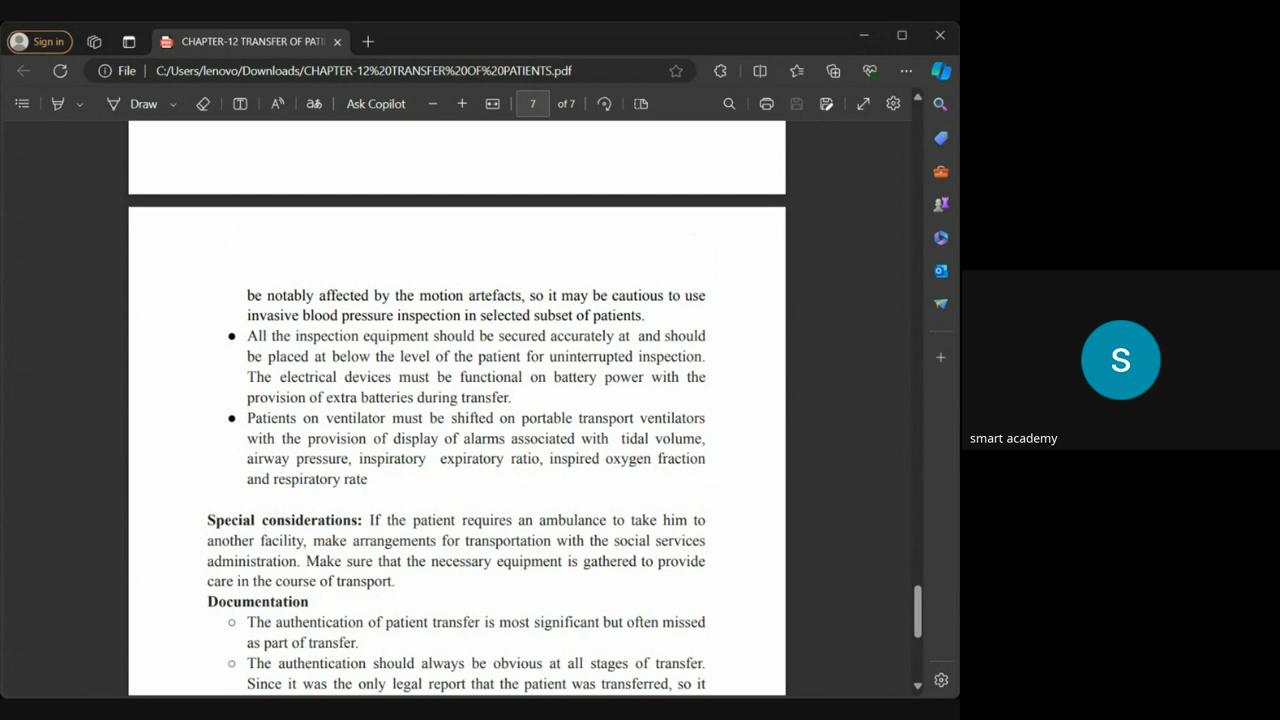 Sign in
CHAPTER-12 TRANSFER OF PATI
File
C:/Users/lenovo/Downloads/CHAPTER-12%20TRANSFER%20OF%20PATIENTS.pdf
Draw
aあ
Ask Copilot
7
of 7
be notably affected by the motion artefacts, so it may be cautious to use
invasive blood pressure inspection in selected subset of patients.
● All the inspection equipment should be secured accurately at and should
be placed at below the level of the patient for uninterrupted inspection.
The electrical devices must be functional on battery power with the
provision of extra batteries during transfer.
● Patients on ventilator must be shifted on portable transport ventilators
with the provision of display of alarms associated with tidal volume,
airway pressure, inspiratory expiratory ratio, inspired oxygen fraction
and respiratory rate
Special considerations: If the patient requires an ambulance to take him to
another facility, make arrangements for transportation with the social services
administration. Make sure that the necessary equipment is gathered to provide
care in the course of transport.
Documentation
○ The authentication of patient transfer is most significant but often missed
as part of transfer.
○ The authentication should always be obvious at all stages of transfer.
Since it was the only legal report that the patient was transferred, so it
S
smart academy